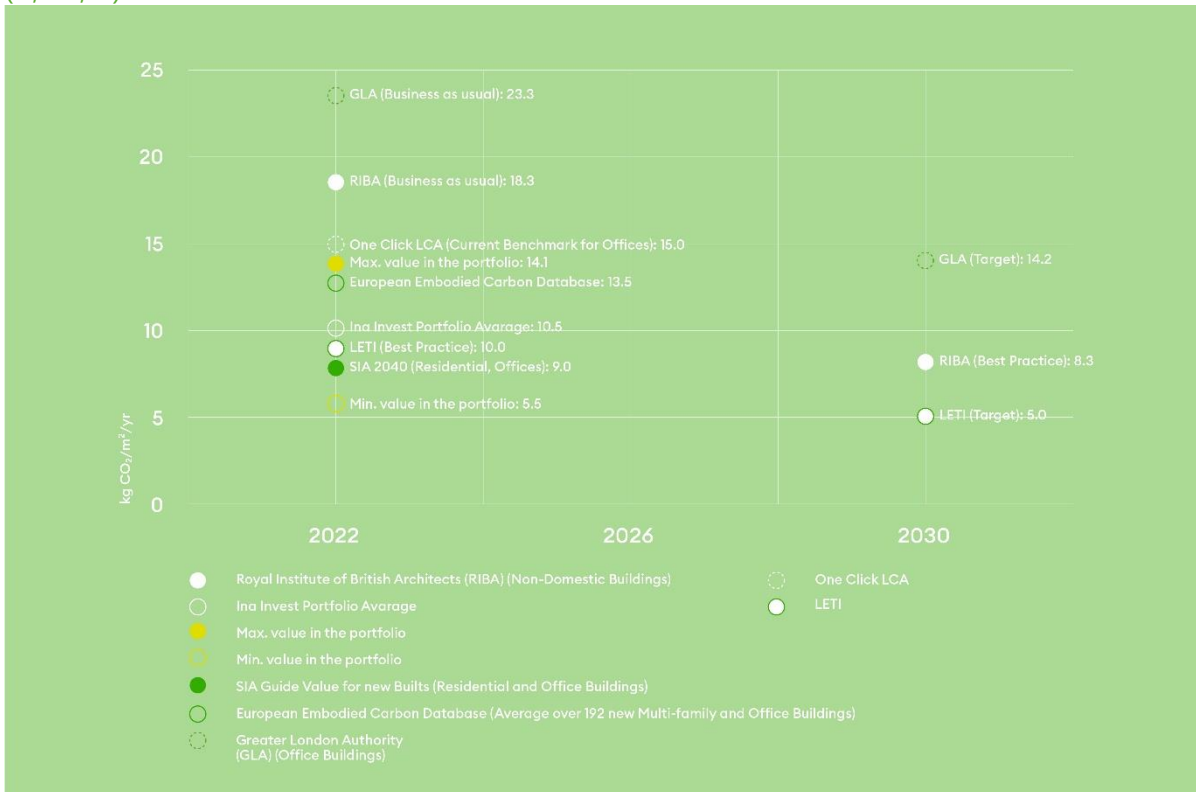 25
GLA (Business as usual): 23.3
20
RIBA (Business as usual): 18.3
15
One Click LCA (Current Benchmark for Offices): 15.0
Max. value in the portfolio: 14.1
GLA (Target): 14.2
European Embodied Carbon Database: 13.5
10
Ina Invest Portfolio Avarage: 10.5
LETI (Best Practice): 10.0
RIBA (Best Practice): 8.3
SIA 2040 (Residential, Offices): 9.0
Min. value in the portfolio: 5.5
5
LETI (Target): 5.0
kg CO₂/m²/yr
0
2022 2026 2030
Royal Institute of British Architects (RIBA) (Non-Domestic Buildings)
Ina Invest Portfolio Avarage
Max. value in the portfolio
Min. value in the portfolio
SIA Guide Value for new Builts (Residential and Office Buildings)
European Embodied Carbon Database (Average over 192 new Multi-family and Office Buildings)
Greater London Authority
(GLA) (Office Buildings)
One Click LCA
LETI